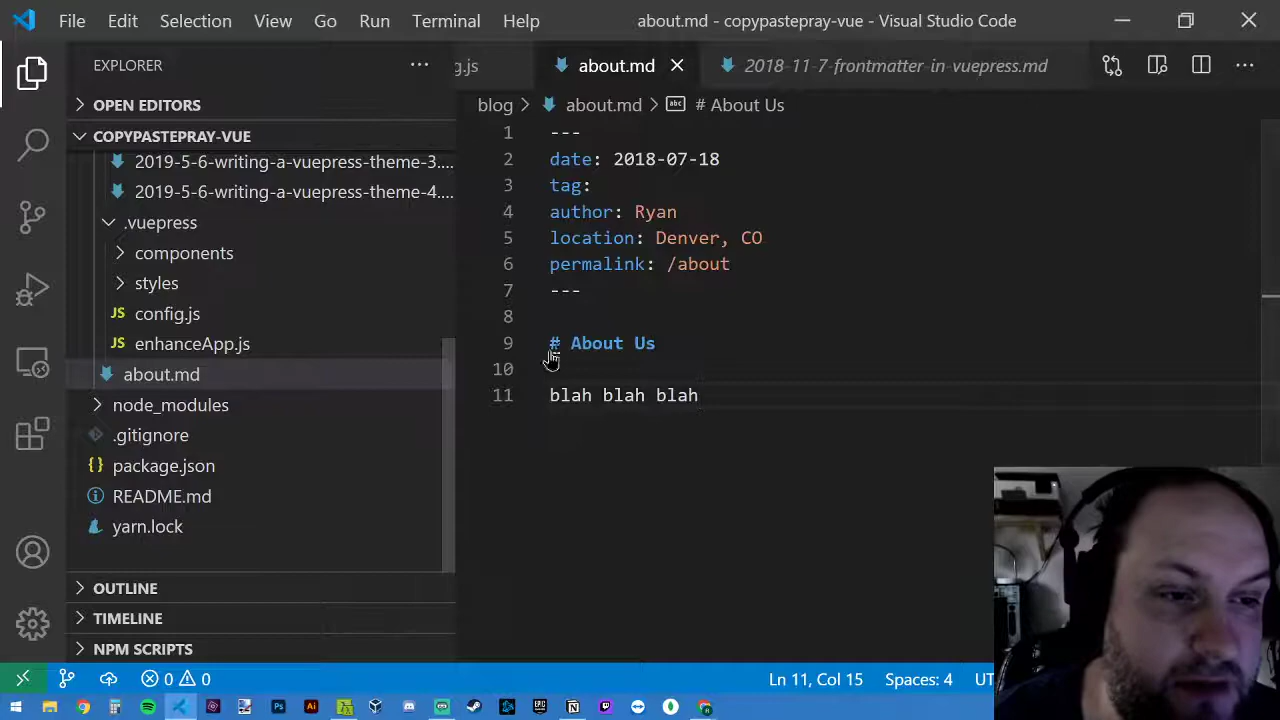 File Edit Selection View Go Run Terminal Help about.md - copypastepray-vue - Visual Studio Code
EXPLORER
g.js about.md 2018-11-7-frontmatter-in-vuepress.md
OPEN EDITORS
COPYPASTEPRAY-VUE
2019-5-6-writing-a-vuepress-theme-3....
2019-5-6-writing-a-vuepress-theme-4....
.vuepress
components
styles
JS config.js
JS enhanceApp.js
about.md
node_modules
.gitignore
{} package.json
README.md
yarn.lock
OUTLINE
TIMELINE
NPM SCRIPTS
blog > about.md > abc # About Us
1 ---
2 date: 2018-07-18
3 tag:
4 author: Ryan
5 location: Denver, CO
6 permalink: /about
7 ---
8
9 # About Us
10
11 blah blah blah
0 0 Ln 11, Col 15 Spaces: 4 UT